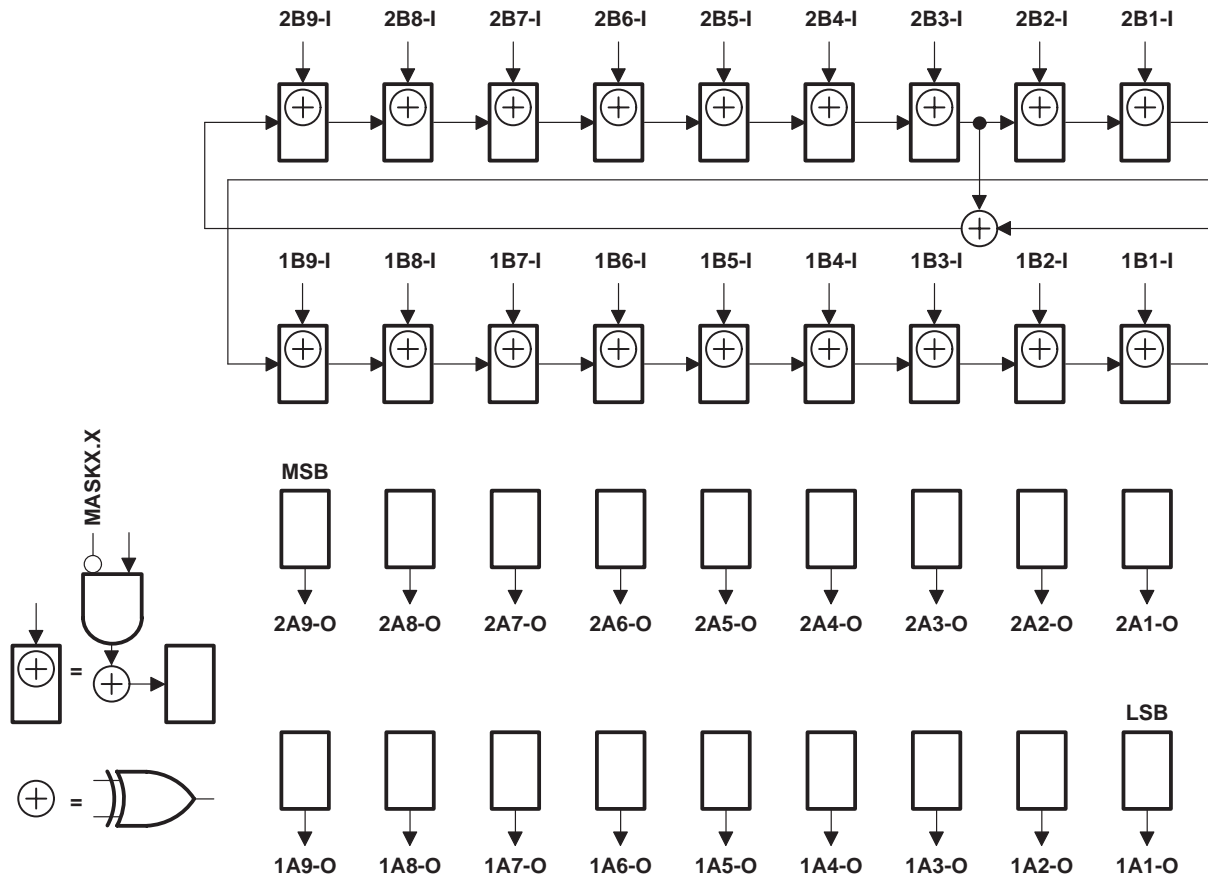 2B9-I 2B8-I 2B7-I 2B6-I 2B5-I 2B4-I 2B3-I 2B2-I 2B1-I
1B9-I 1B8-I 1B7-I 1B6-I 1B5-I 1B4-I 1B3-I 1B2-I 1B1-I
MASKX.X
MSB
2A9-O 2A8-O 2A7-O 2A6-O 2A5-O 2A4-O 2A3-O 2A2-O 2A1-O
=
LSB
=
1A9-O 1A8-O 1A7-O 1A6-O 1A5-O 1A4-O 1A3-O 1A2-O 1A1-O